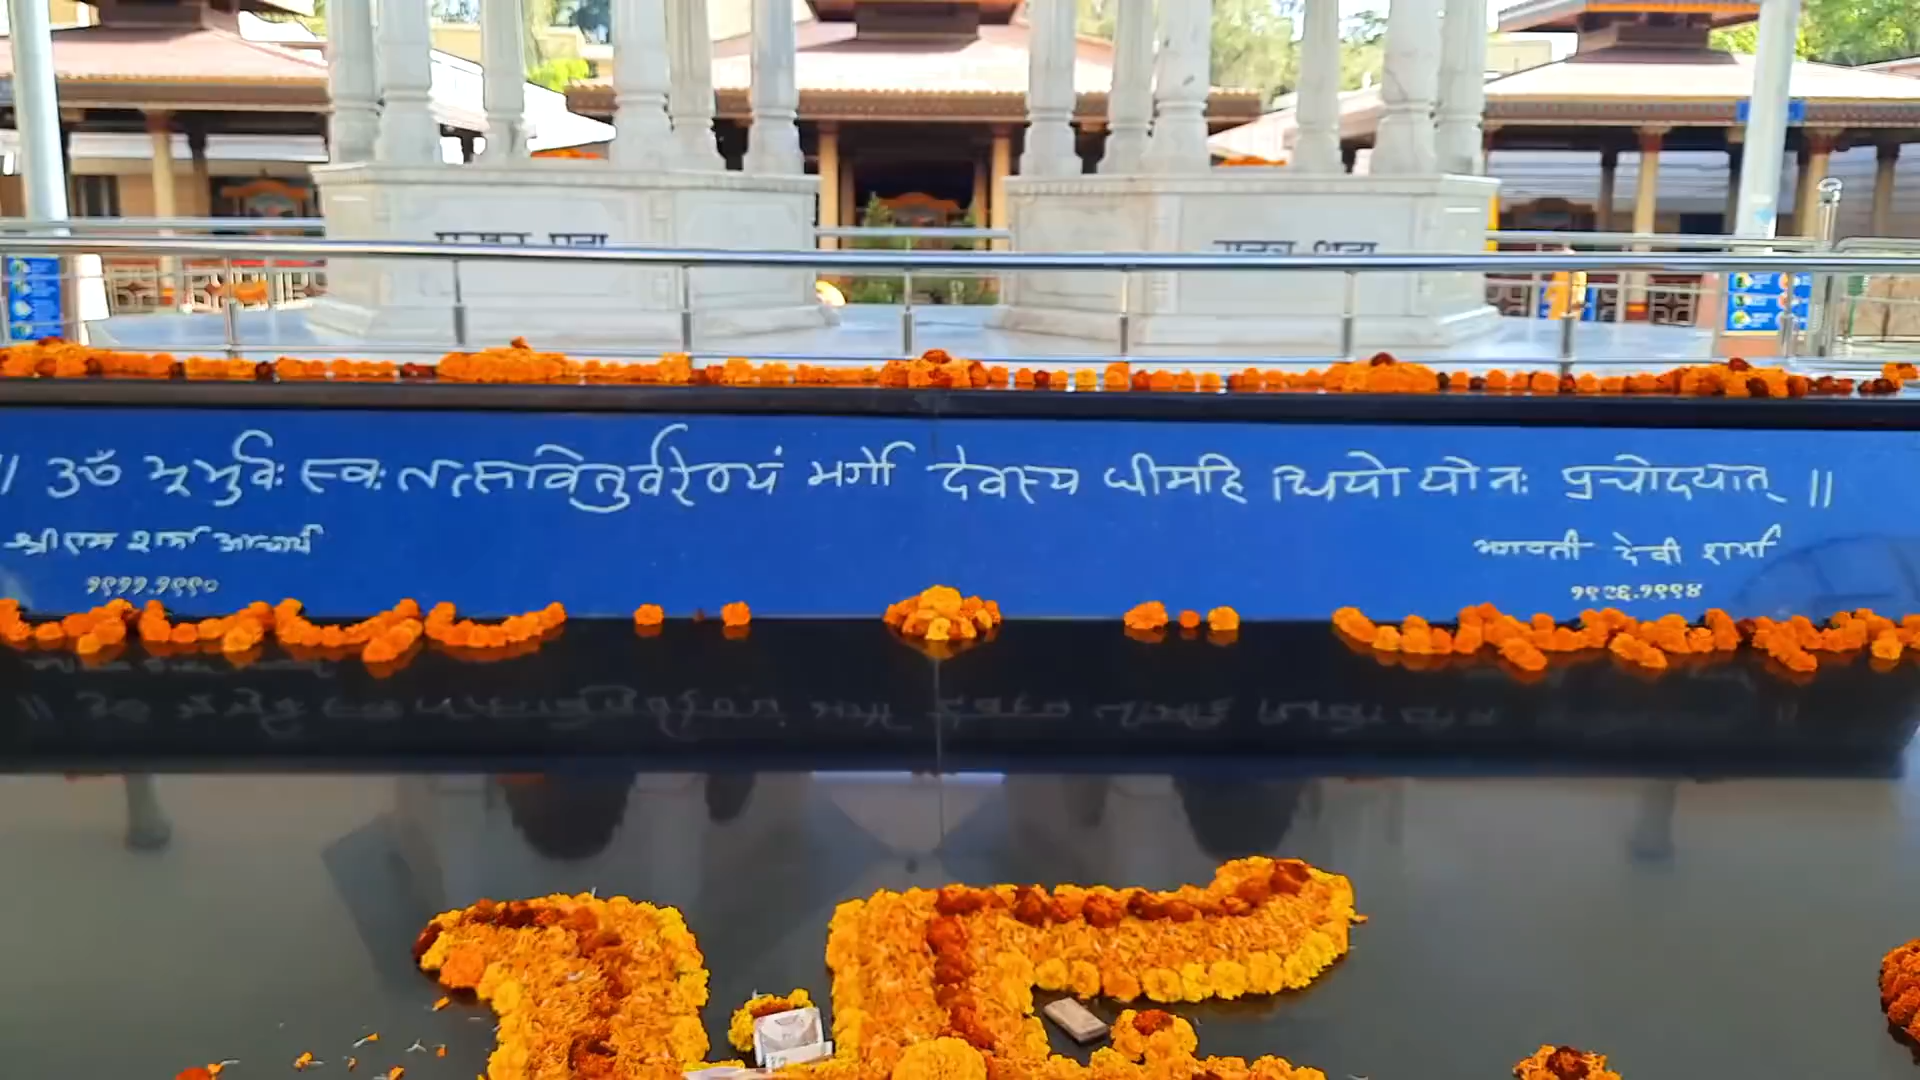 ॥ ॐ भूर्भुवः स्वः तत्सवितुर्वरेण्यं भर्गो देवस्य धीमहि धियो यो नः प्रचोदयात् ॥
श्रीराम शर्मा आचार्य
भगवती देवी शर्मा
१९११.१९९०
१९२६.१९९४